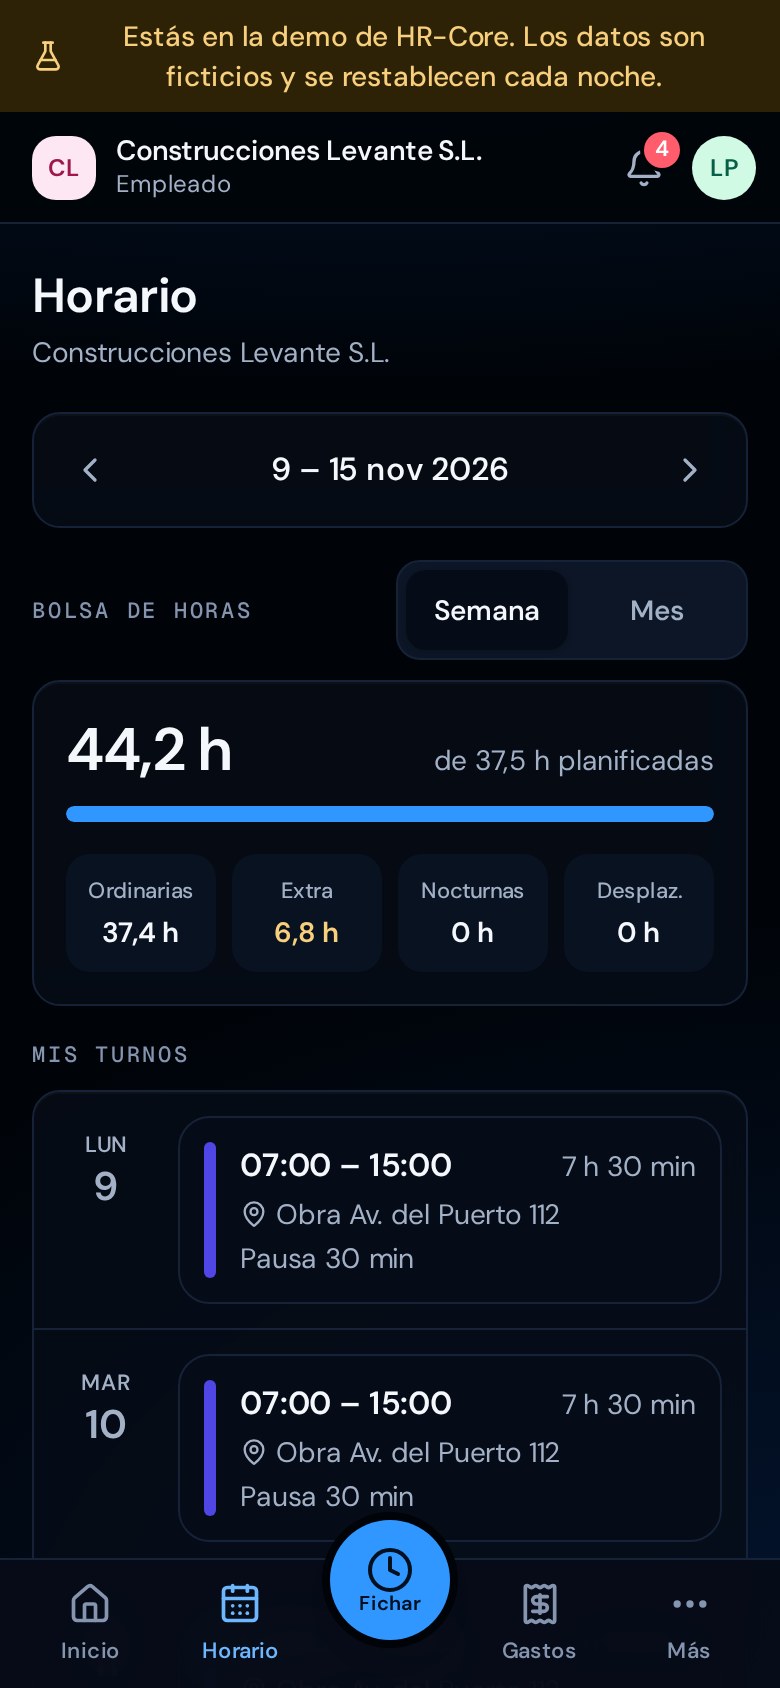 Estás en la demo de HR-Core. Los datos son
ficticios y se restablecen cada noche.
CL
Construcciones Levante S.L.
Empleado
4
LP
Horario
Construcciones Levante S.L.
9 – 15 nov 2026
BOLSA DE HORAS
Semana
Mes
44,2 h
de 37,5 h planificadas
Ordinarias
37,4 h
Extra
6,8 h
Nocturnas
0 h
Desplaz.
0 h
MIS TURNOS
LUN
9
07:00 – 15:00
7 h 30 min
Obra Av. del Puerto 112
Pausa 30 min
MAR
10
07:00 – 15:00
7 h 30 min
Obra Av. del Puerto 112
Pausa 30 min
Inicio
Horario
Fichar
Gastos
Más